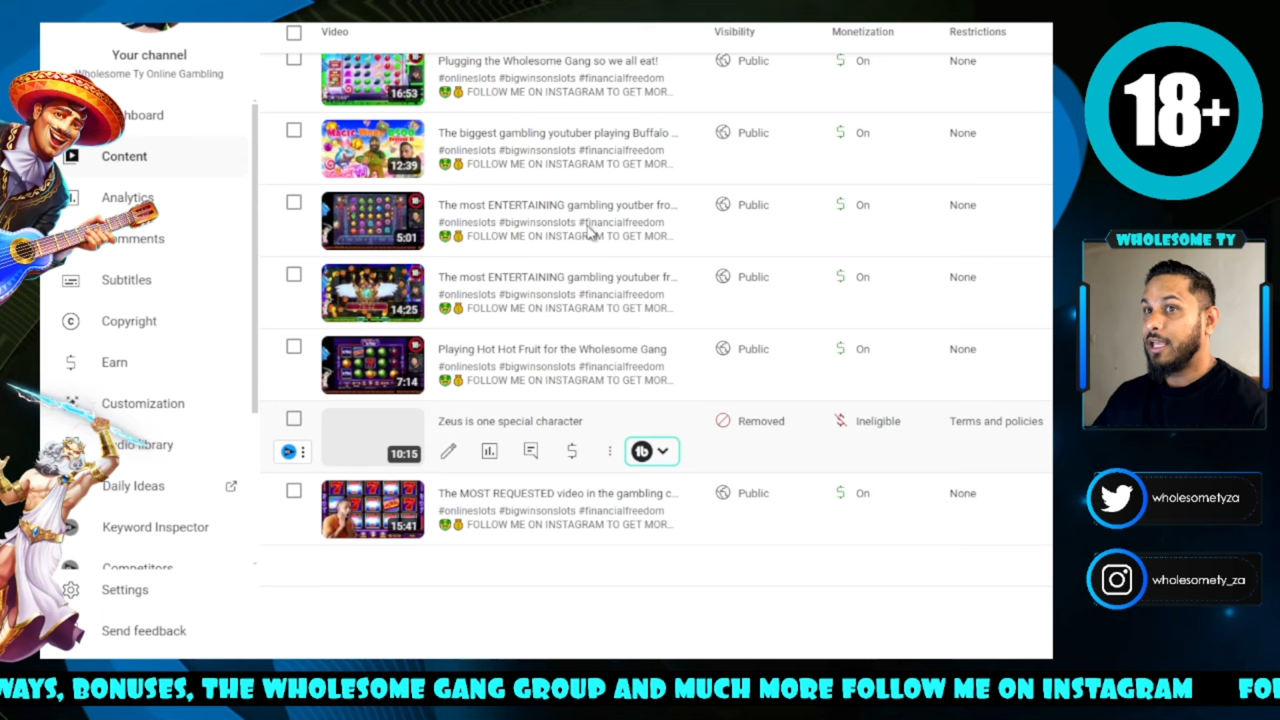 Your channel
Wholesome Ty Online Gambling
hboard
Content
Analytics
omments
Subtitles
Copyright
Earn
Customization
udio library
Daily Ideas
Keyword Inspector
Competitors
Settings
Send feedback
Video Visibility Monetization Restrictions
16:53
Plugging the Wholesome Gang so we all eat! Public On None
#onlineslots #bigwinsonslots #financialfreedom
FOLLOW ME ON INSTAGRAM TO GET MOR...
12:39
The biggest gambling youtuber playing Buffalo ... Public On None
#onlineslots #bigwinsonslots #financialfreedom
FOLLOW ME ON INSTAGRAM TO GET MOR...
5:01
The most ENTERTAINING gambling youtber fro... Public On None
#onlineslots #bigwinsonslots #financialfreedom
FOLLOW ME ON INSTAGRAM TO GET MOR...
14:25
The most ENTERTAINING gambling youtuber fr... Public On None
#onlineslots #bigwinsonslots #financialfreedom
FOLLOW ME ON INSTAGRAM TO GET MOR...
7:14
Playing Hot Hot Fruit for the Wholesome Gang Public On None
#onlineslots #bigwinsonslots #financialfreedom
FOLLOW ME ON INSTAGRAM TO GET MOR...
10:15
Zeus is one special character Removed Ineligible Terms and policies
15:41
The MOST REQUESTED video in the gambling c... Public On None
#onlineslots #bigwinsonslots #financialfreedom
FOLLOW ME ON INSTAGRAM TO GET MOR...
18+
WHOLESOME TY
wholesometyza
wholesomety_za
WAYS, BONUSES, THE WHOLESOME GANG GROUP AND MUCH MORE FOLLOW ME ON INSTAGRAM FOL